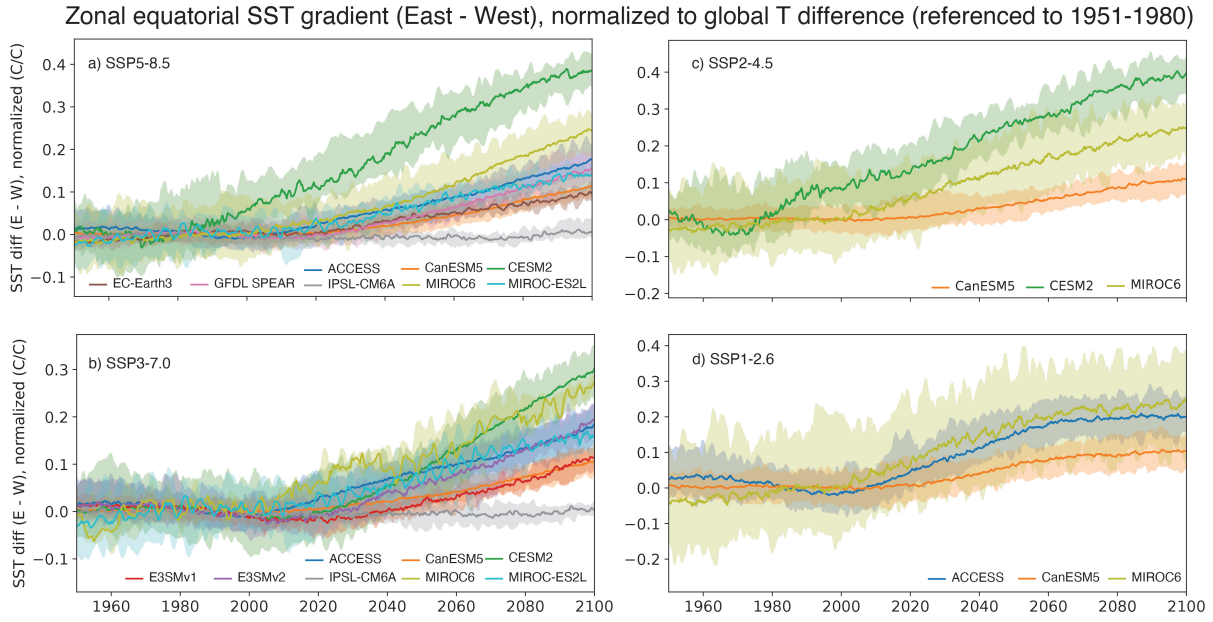 Zonal equatorial SST gradient (East - West), normalized to global T difference (referenced to 1951-1980)
SST diff (E - W), normalized (C/C)
a) SSP5-8.5
0.4
0.3
0.2
0.1
0.0
−0.1
ACCESS CanESM5 CESM2
EC-Earth3 GFDL SPEAR IPSL-CM6A MIROC6 MIROC-ES2L
c) SSP2-4.5
0.4
0.3
0.2
0.1
0.0
−0.1
−0.2
CanESM5 CESM2 MIROC6
SST diff (E - W), normalized (C/C)
b) SSP3-7.0
0.3
0.2
0.1
0.0
−0.1
ACCESS CanESM5 CESM2
E3SMv1 E3SMv2 IPSL-CM6A MIROC6 MIROC-ES2L
1960 1980 2000 2020 2040 2060 2080 2100
d) SSP1-2.6
0.4
0.3
0.2
0.1
0.0
−0.1
−0.2
ACCESS CanESM5 MIROC6
1960 1980 2000 2020 2040 2060 2080 2100